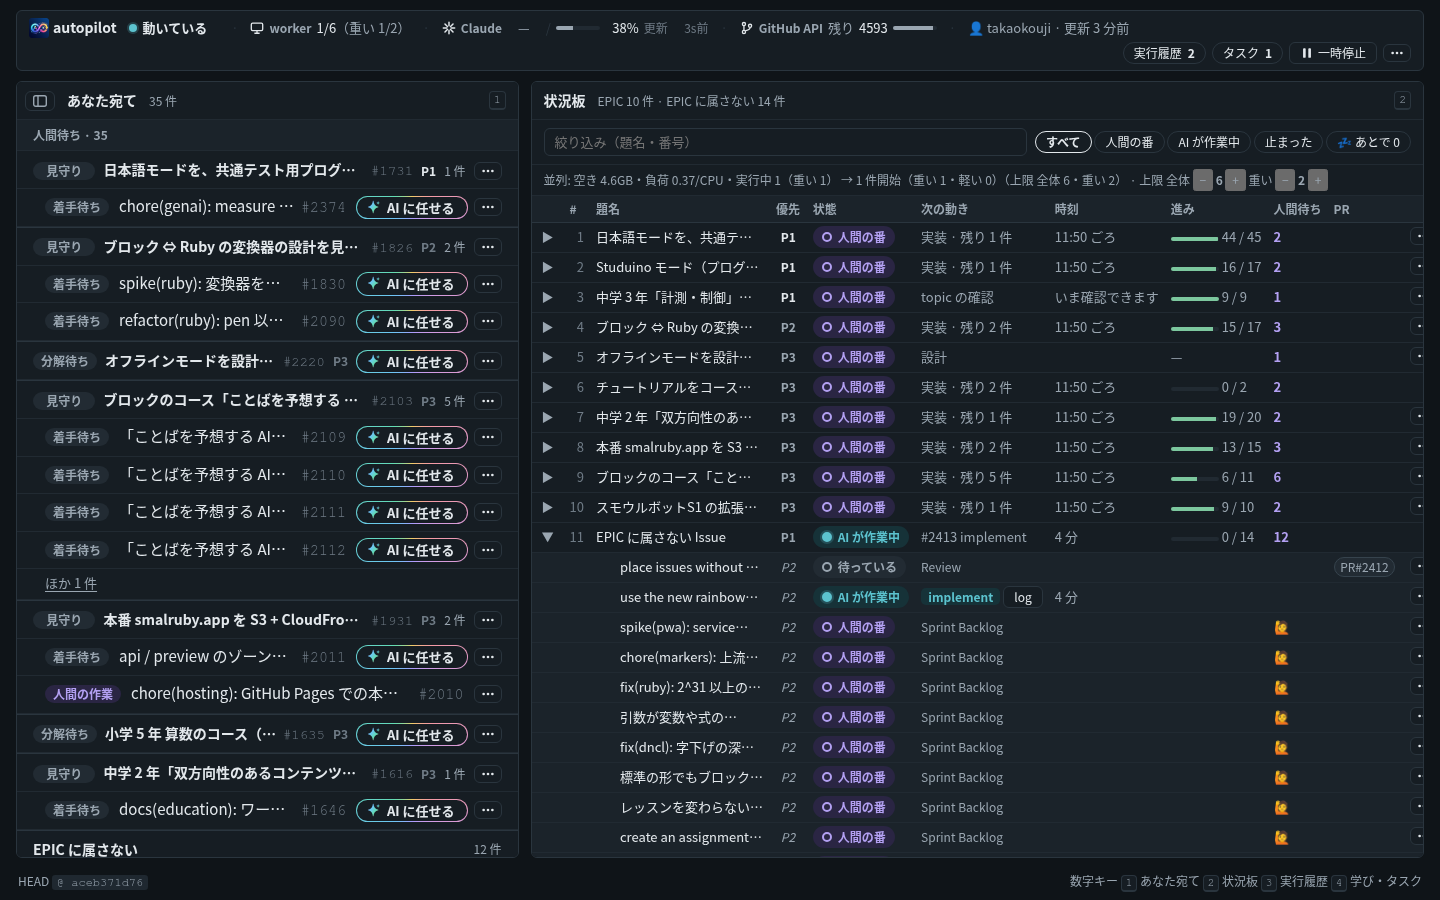 autopilot 動いている · worker 1/6（重い 1/2） · Claude — / 38% 更新 3s前 · GitHub API 残り 4593 · takaokouji · 更新 3 分前
実行履歴 2 タスク 1 一時停止 …
あなた宛て 35 件 1
人間待ち · 35
見守り 日本語モードを、共通テスト用プログ… #1731 P1 1 件 …
着手待ち chore(genai): measure … #2374 AI に任せる …
見守り ブロック ⇔ Ruby の変換器の設計を見… #1826 P2 2 件 …
着手待ち spike(ruby): 変換器を… #1830 AI に任せる …
着手待ち refactor(ruby): pen 以… #2090 AI に任せる …
分解待ち オフラインモードを設計… #2220 P3 AI に任せる …
見守り ブロックのコース「ことばを予想する … #2103 P3 5 件 …
着手待ち 「ことばを予想する AI… #2109 AI に任せる …
着手待ち 「ことばを予想する AI… #2110 AI に任せる …
着手待ち 「ことばを予想する AI… #2111 AI に任せる …
着手待ち 「ことばを予想する AI… #2112 AI に任せる …
ほか 1 件
見守り 本番 smalruby.app を S3 + CloudFro… #1931 P3 2 件 …
着手待ち api / preview のゾーン… #2011 AI に任せる …
人間の作業 chore(hosting): GitHub Pages での本… #2010 …
分解待ち 小学 5 年 算数のコース（… #1635 P3 AI に任せる …
見守り 中学 2 年「双方向性のあるコンテンツ… #1616 P3 1 件 …
着手待ち docs(education): ワー… #1646 AI に任せる …
EPIC に属さない 12 件
状況板 EPIC 10 件 · EPIC に属さない 14 件 2
絞り込み（題名・番号） すべて 人間の番 AI が作業中 止まった 💤 あとで 0
並列: 空き 4.6GB・負荷 0.37/CPU・実行中 1（重い 1） → 1 件開始（重い 1・軽い 0）（上限 全体 6・重い 2） · 上限 全体 − 6 + 重い − 2 +
# 題名 優先 状態 次の動き 時刻 進み 人間待ち PR
▶ 1 日本語モードを、共通テ… P1 人間の番 実装 · 残り 1 件 11:50 ごろ 44 / 45 2
▶ 2 Studuino モード（プログ… P1 人間の番 実装 · 残り 1 件 11:50 ごろ 16 / 17 2
▶ 3 中学 3 年「計測・制御」… P1 人間の番 topic の確認 いま確認できます 9 / 9 1
▶ 4 ブロック ⇔ Ruby の変換… P2 人間の番 実装 · 残り 2 件 11:50 ごろ 15 / 17 3
▶ 5 オフラインモードを設計… P3 人間の番 設計 — 1
▶ 6 チュートリアルをコース… P3 人間の番 実装 · 残り 2 件 11:50 ごろ 0 / 2 2
▶ 7 中学 2 年「双方向性のあ… P3 人間の番 実装 · 残り 1 件 11:50 ごろ 19 / 20 2
▶ 8 本番 smalruby.app を S3 … P3 人間の番 実装 · 残り 2 件 11:50 ごろ 13 / 15 3
▶ 9 ブロックのコース「こと… P3 人間の番 実装 · 残り 5 件 11:50 ごろ 6 / 11 6
▶ 10 スモウルボットS1 の拡張… P3 人間の番 実装 · 残り 1 件 11:50 ごろ 9 / 10 2
▼ 11 EPIC に属さない Issue P1 AI が作業中 #2413 implement 4 分 0 / 14 12
place issues without … P2 待っている Review PR#2412
use the new rainbow… P2 AI が作業中 implement log 4 分
spike(pwa): service… P2 人間の番 Sprint Backlog 🙋
chore(markers): 上流… P2 人間の番 Sprint Backlog 🙋
fix(ruby): 2^31 以上の… P2 人間の番 Sprint Backlog 🙋
引数が変数や式の… P2 人間の番 Sprint Backlog 🙋
fix(dncl): 字下げの深… P2 人間の番 Sprint Backlog 🙋
標準の形でもブロック… P2 人間の番 Sprint Backlog 🙋
レッスンを変わらない… P2 人間の番 Sprint Backlog 🙋
create an assignment… P2 人間の番 Sprint Backlog 🙋
HEAD @ aceb371d76
数字キー 1 あなた宛て 2 状況板 3 実行履歴 4 学び・タスク